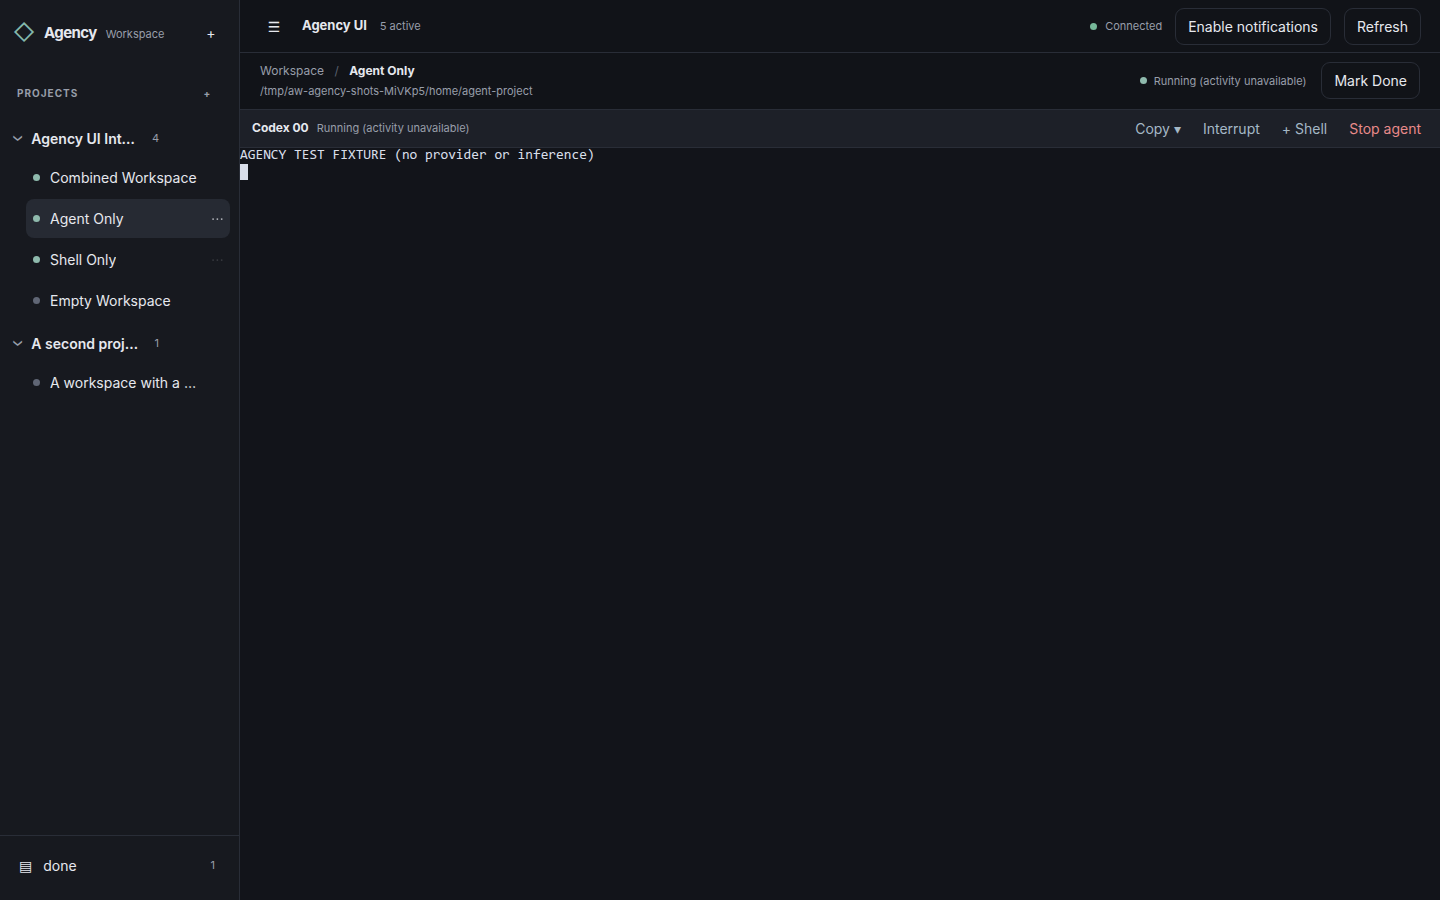 Agency Workspace +
PROJECTS +
Agency UI Int... 4
Combined Workspace
Agent Only ...
Shell Only ...
Empty Workspace
A second proj... 1
A workspace with a ...
done 1
Agency UI 5 active
Connected Enable notifications Refresh
Workspace / Agent Only
/tmp/aw-agency-shots-MiVKp5/home/agent-project
Running (activity unavailable) Mark Done
Codex 00 Running (activity unavailable)
Copy ▾ Interrupt + Shell Stop agent
AGENCY TEST FIXTURE (no provider or inference)